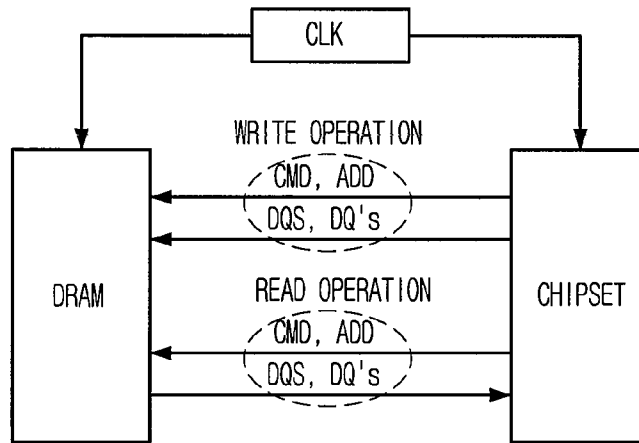 CLK
WRITE OPERATION
CMD, ADD
DQS, DQ's
DRAM
READ OPERATION
CHIPSET
CMD, ADD
DQS, DQ's